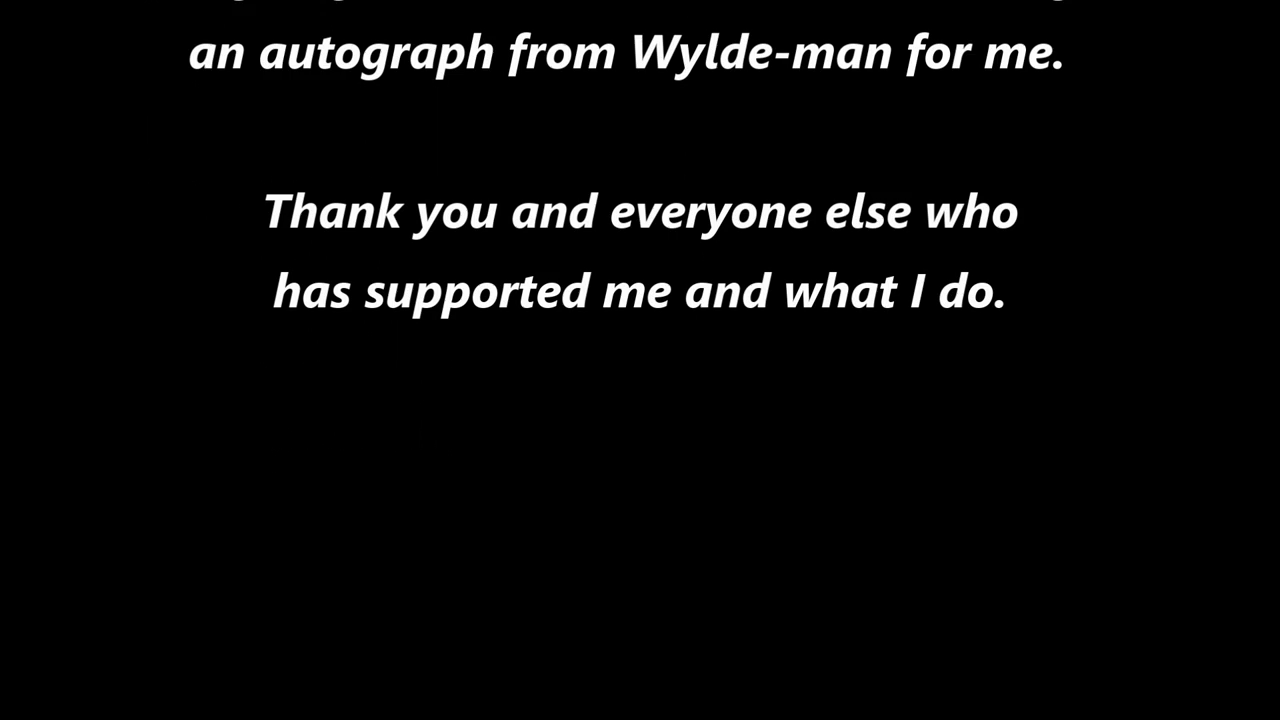 an autograph from Wylde-man for me.
Thank you and everyone else who
has supported me and what I do.